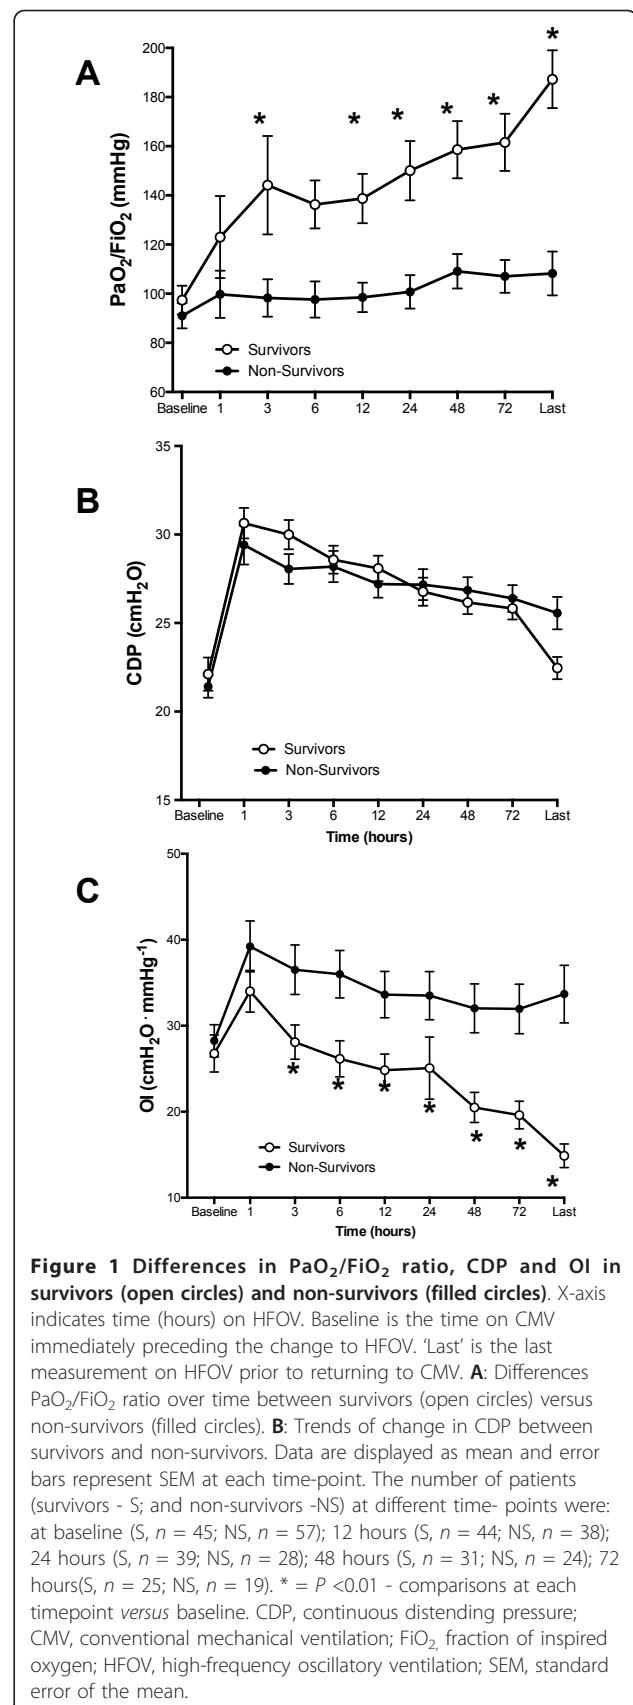 A
200
*
180
*
*
*
*
*
160
140
120
100
80
60
PaO2/FiO2 (mmHg)
Survivors
Non-Survivors
Baseline 1 3 6 12 24 48 72 Last
B
35
30
25
20
15
CDP (cmH2O)
Survivors
Non-Survivors
Baseline 1 3 6 12 24 48 72 Last
Time (hours)
C
50
40
30
20
10
OI (cmH2O · mmHg-1)
*
*
*
*
*
*
*
Survivors
Non-Survivors
Baseline 1 3 6 12 24 48 72 Last
Time (hours)
Figure 1 Differences in PaO2/FiO2 ratio, CDP and OI in
survivors (open circles) and non-survivors (filled circles). X-axis
indicates time (hours) on HFOV. Baseline is the time on CMV
immediately preceding the change to HFOV. ‘Last’ is the last
measurement on HFOV prior to returning to CMV. A: Differences
PaO2/FiO2 ratio over time between survivors (open circles) versus
non-survivors (filled circles). B: Trends of change in CDP between
survivors and non-survivors. Data are displayed as mean and error
bars represent SEM at each time-point. The number of patients
(survivors - S; and non-survivors -NS) at different time- points were:
at baseline (S, n = 45; NS, n = 57); 12 hours (S, n = 44; NS, n = 38);
24 hours (S, n = 39; NS, n = 28); 48 hours (S, n = 31; NS, n = 24); 72
hours(S, n = 25; NS, n = 19). * = P <0.01 - comparisons at each
timepoint versus baseline. CDP, continuous distending pressure;
CMV, conventional mechanical ventilation; FiO2, fraction of inspired
oxygen; HFOV, high-frequency oscillatory ventilation; SEM, standard
error of the mean.